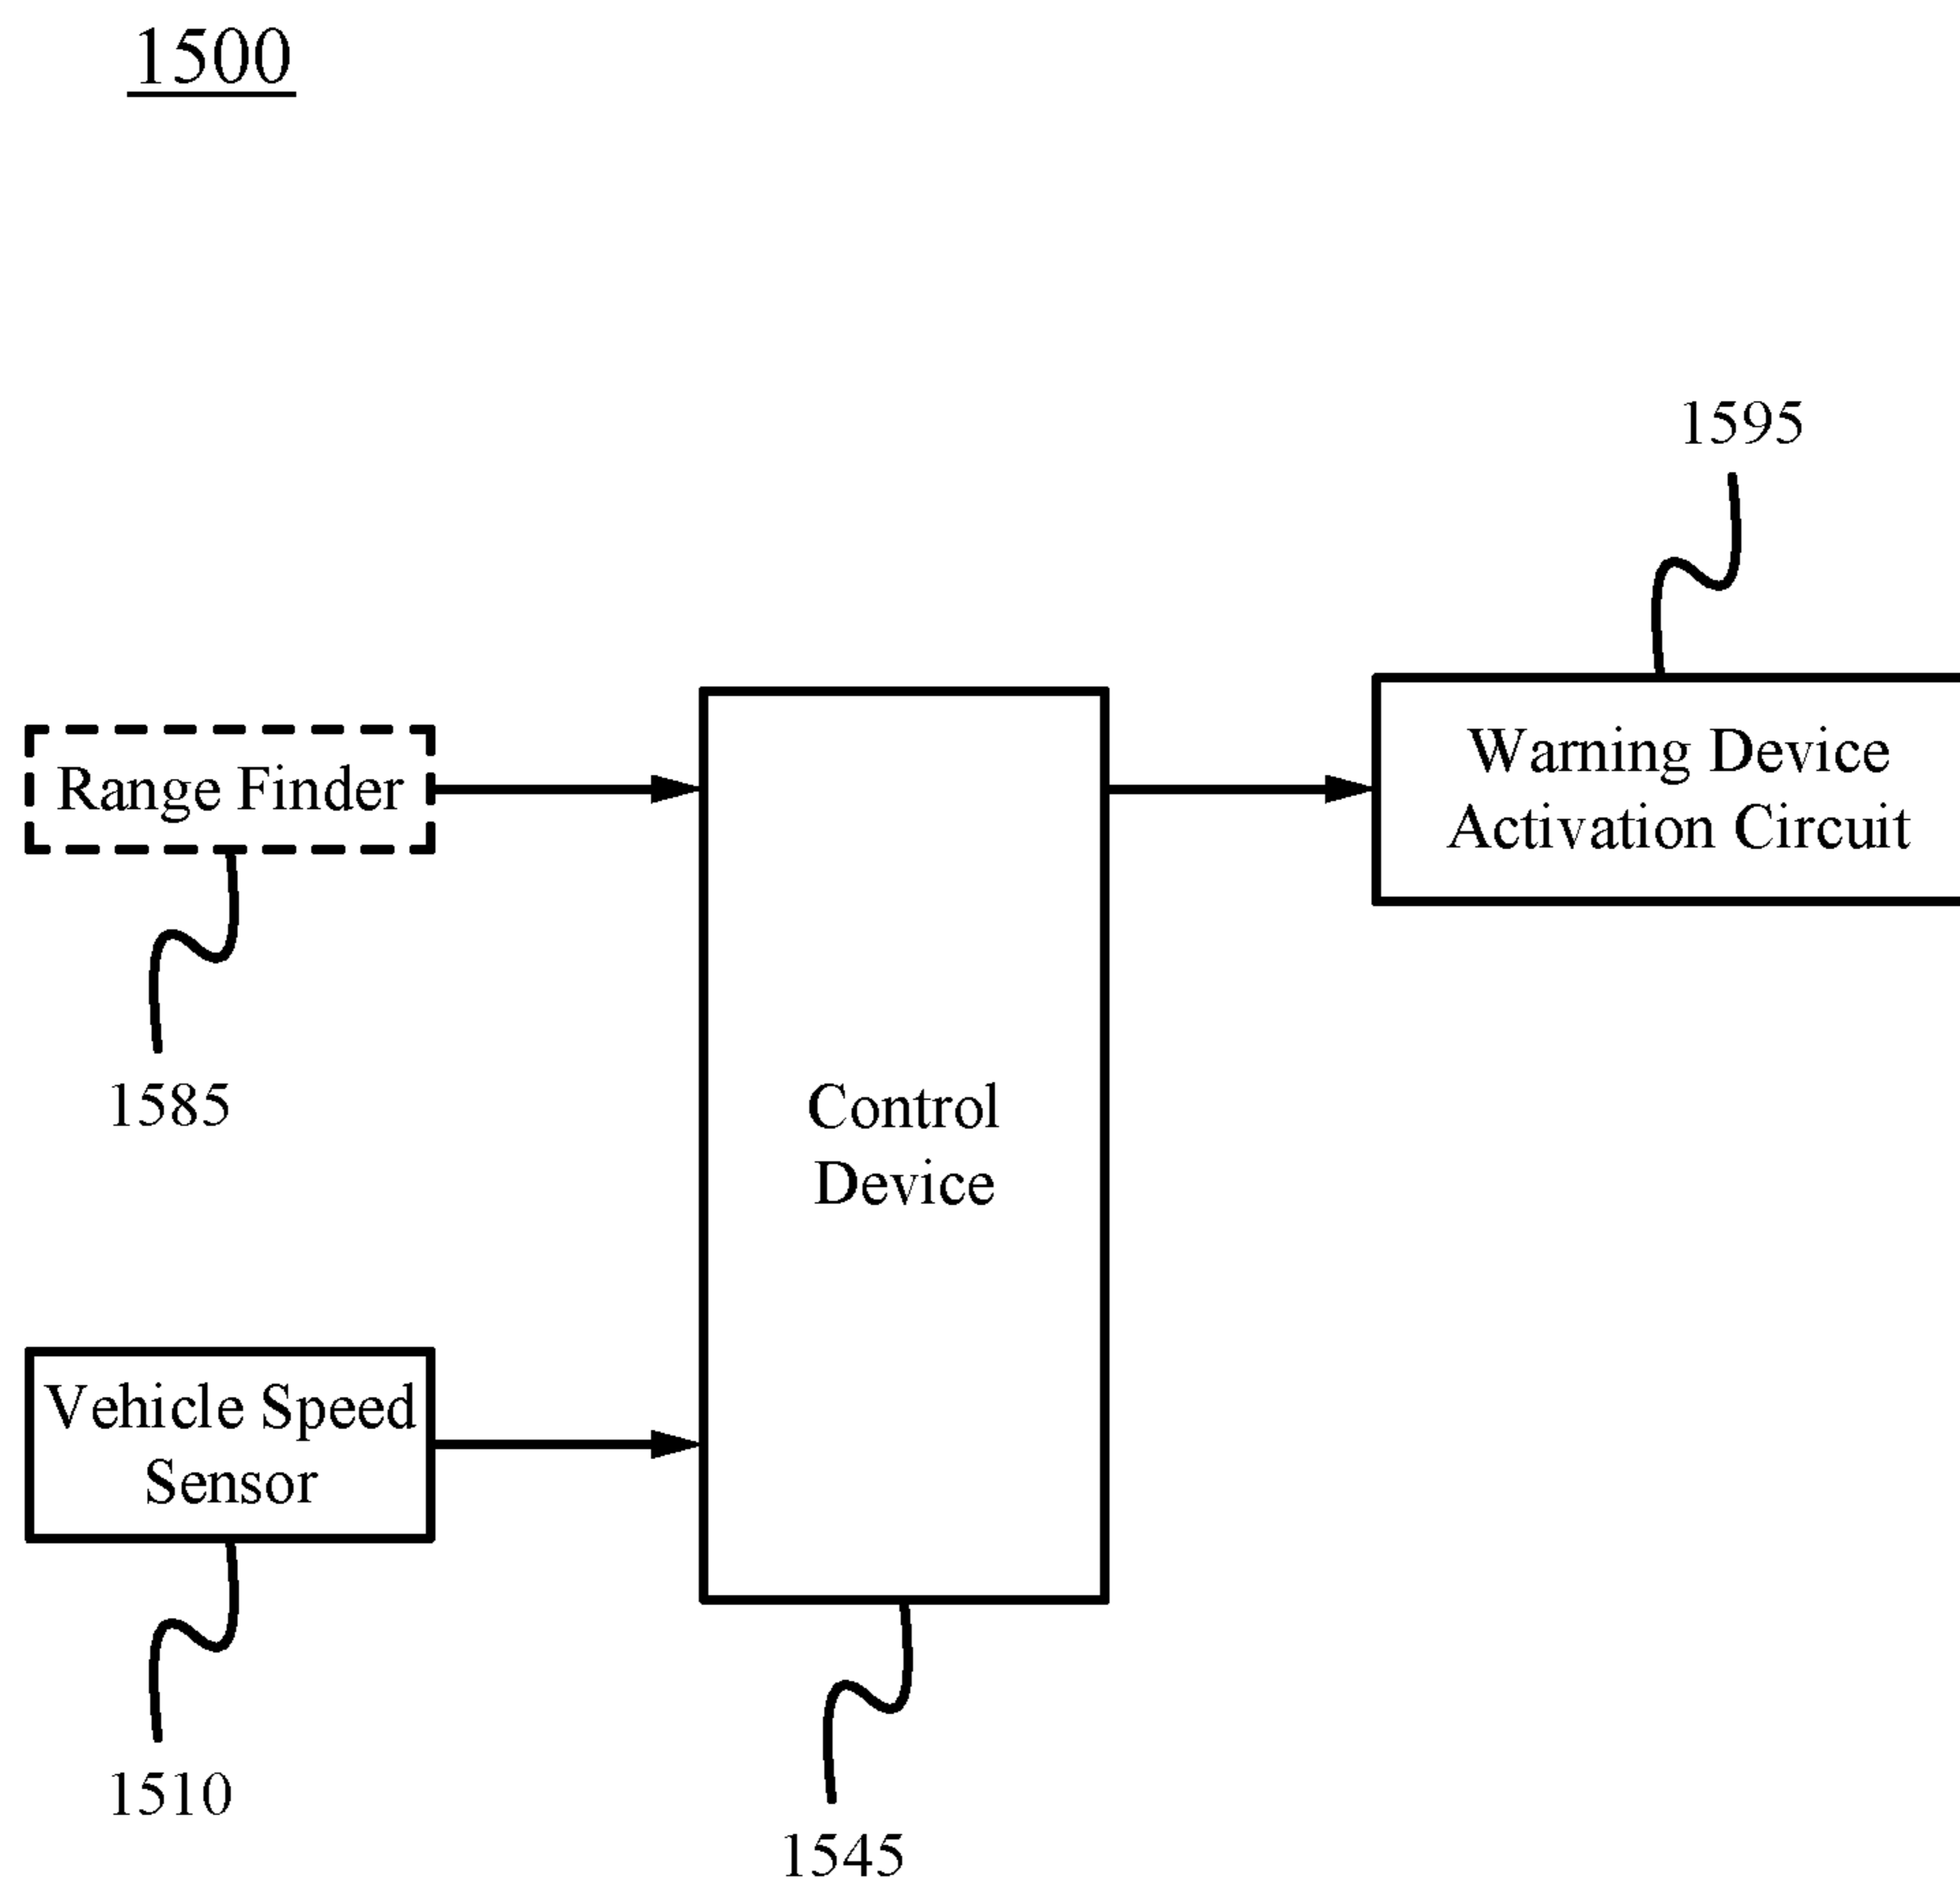 1500
1595
Range Finder
Warning Device
Activation Circuit
1585
Control
Device
Vehicle Speed
Sensor
1510
1545